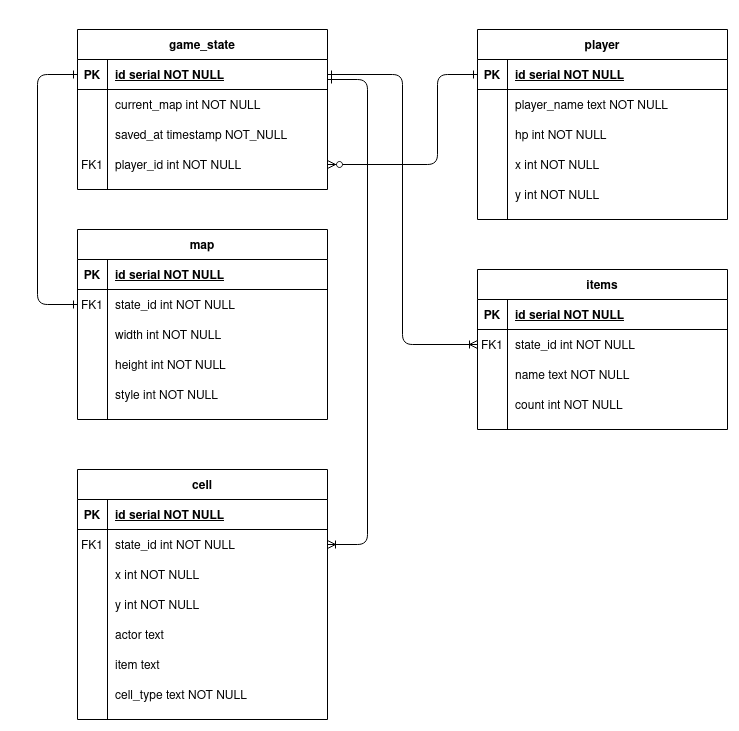 game_state
PK id serial NOT NULL
current_map int NOT NULL
saved_at timestamp NOT_NULL
FK1 player_id int NOT NULL
player
PK id serial NOT NULL
player_name text NOT NULL
hp int NOT NULL
x int NOT NULL
y int NOT NULL
map
PK id serial NOT NULL
FK1 state_id int NOT NULL
width int NOT NULL
height int NOT NULL
style int NOT NULL
items
PK id serial NOT NULL
FK1 state_id int NOT NULL
name text NOT NULL
count int NOT NULL
cell
PK id serial NOT NULL
FK1 state_id int NOT NULL
x int NOT NULL
y int NOT NULL
actor text
item text
cell_type text NOT NULL